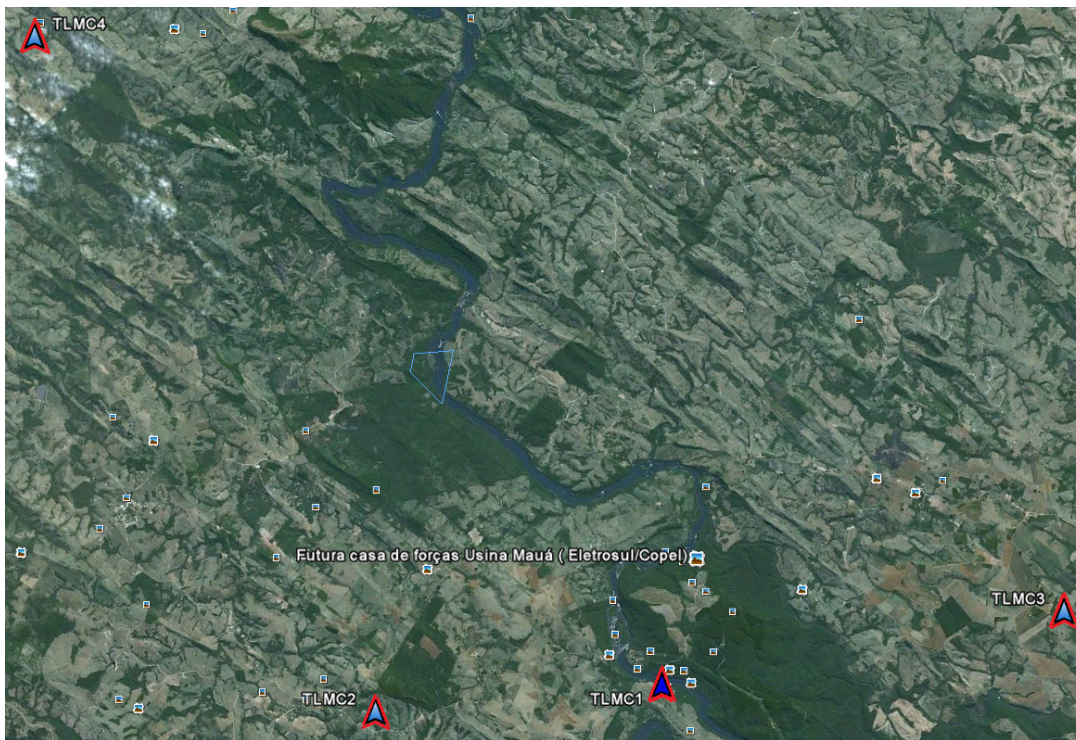 TLMC4
Futura casa de forças Usina Mauá ( Eletrosul/Copel)
TLMC3
TLMC2
TLMC1